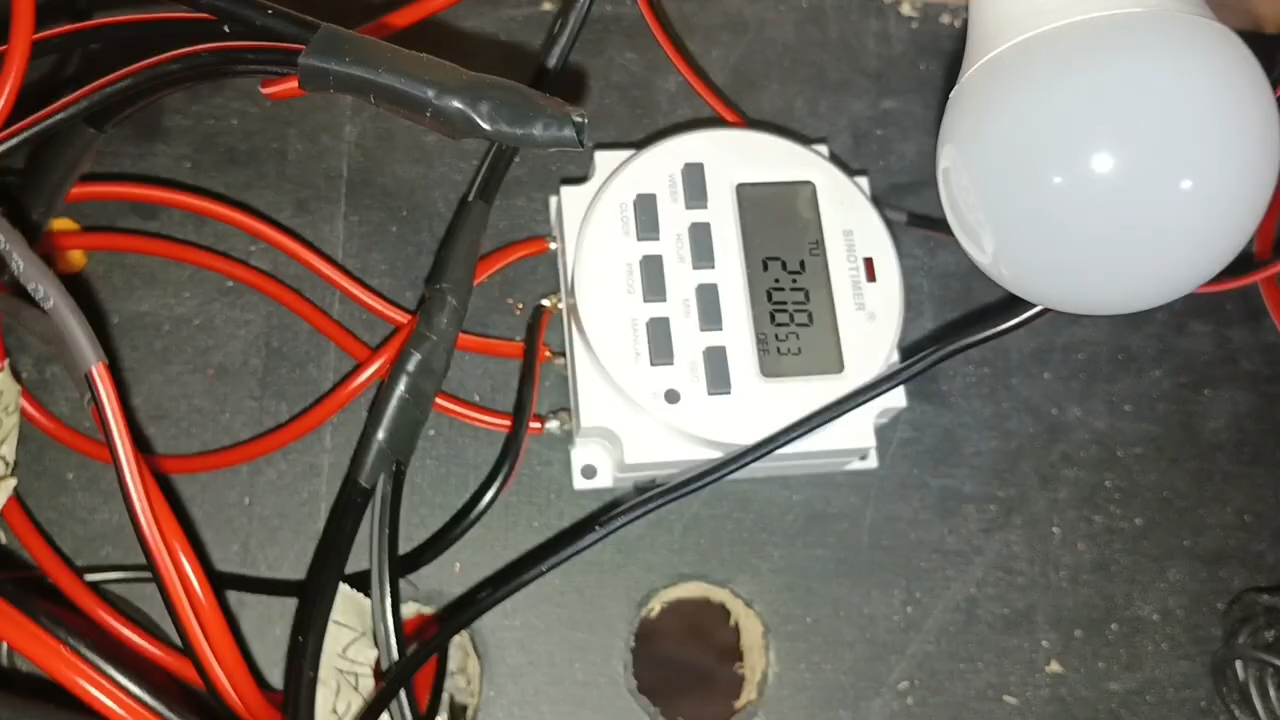 SINOTIMER®
TU
2:08 53
OFF
WEEK
HOUR
MIN
CLOCK
PROG
MANUAL